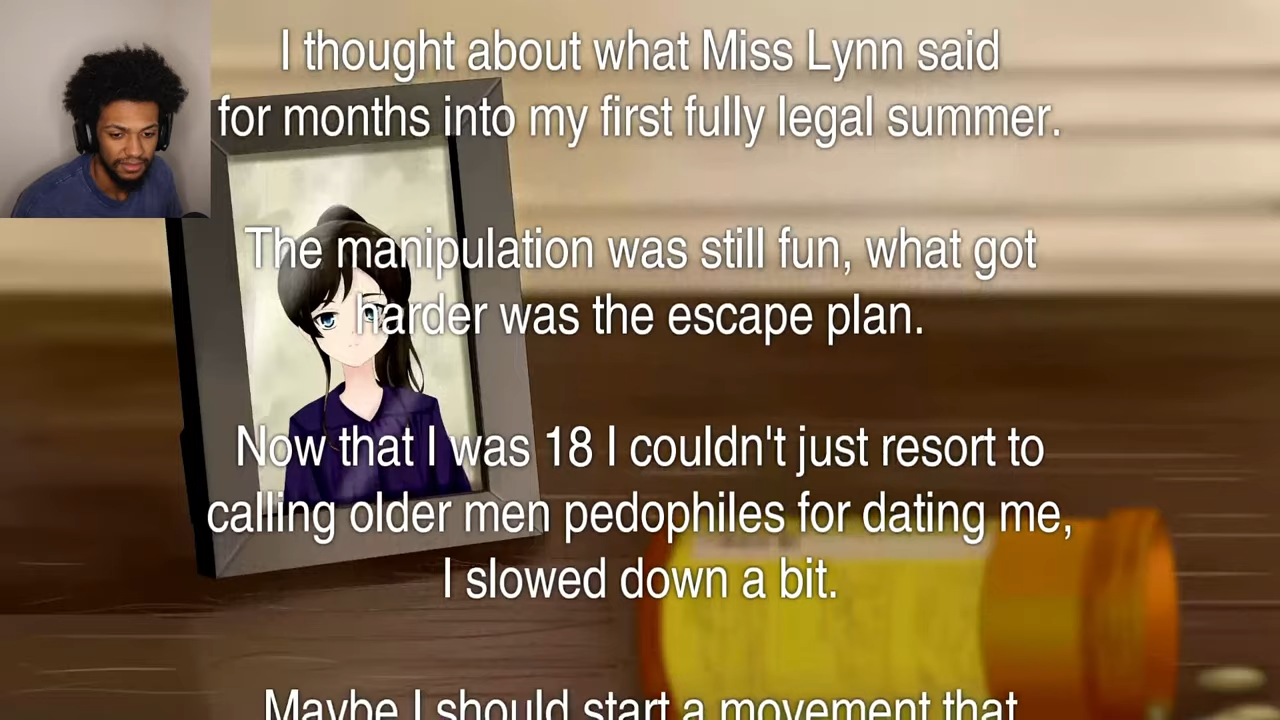 I thought about what Miss Lynn said
for months into my first fully legal summer.
The manipulation was still fun, what got
harder was the escape plan.
Now that I was 18 I couldn't just resort to
calling older men pedophiles for dating me,
I slowed down a bit.
Maybe I should start a movement that